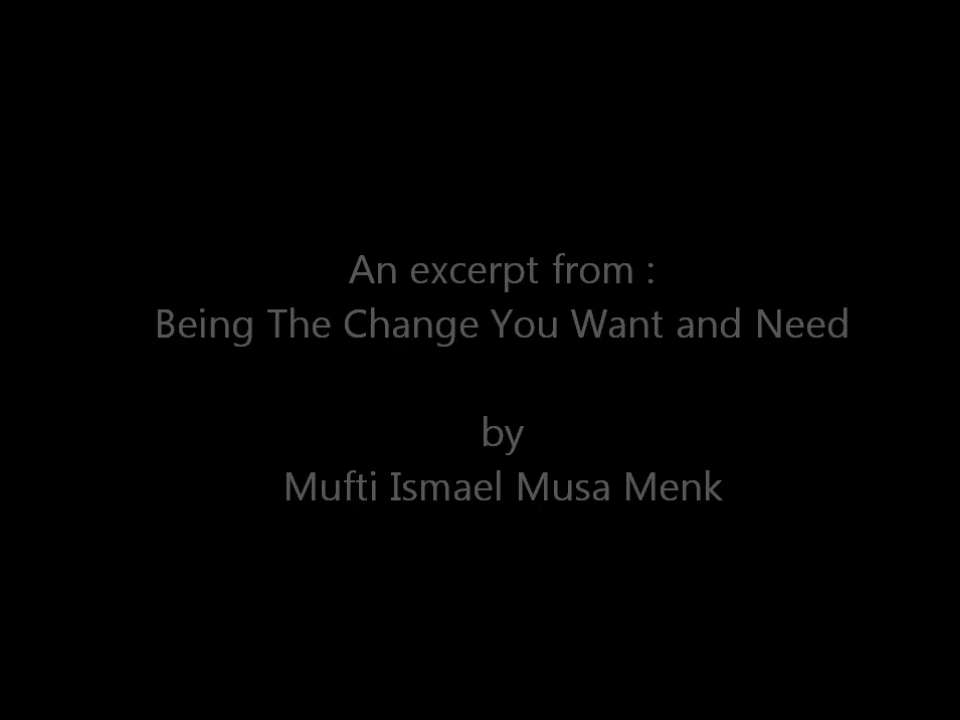 An excerpt from :
Being The Change You Want and Need
by
Mufti Ismael Musa Menk